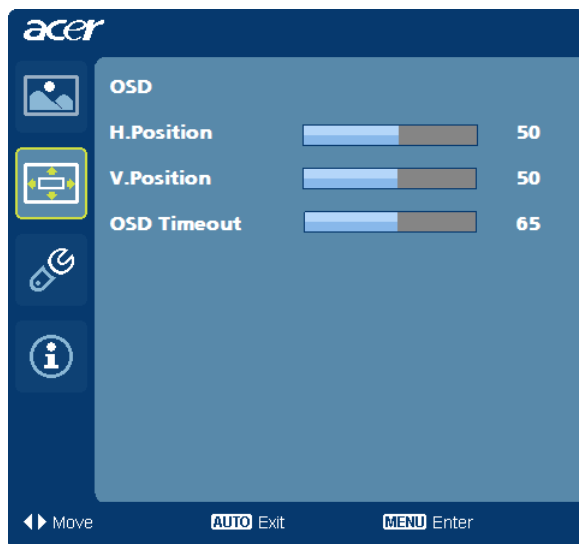 acer
OSD
H.Position 50
V.Position 50
OSD Timeout 65
Move AUTO Exit MENU Enter